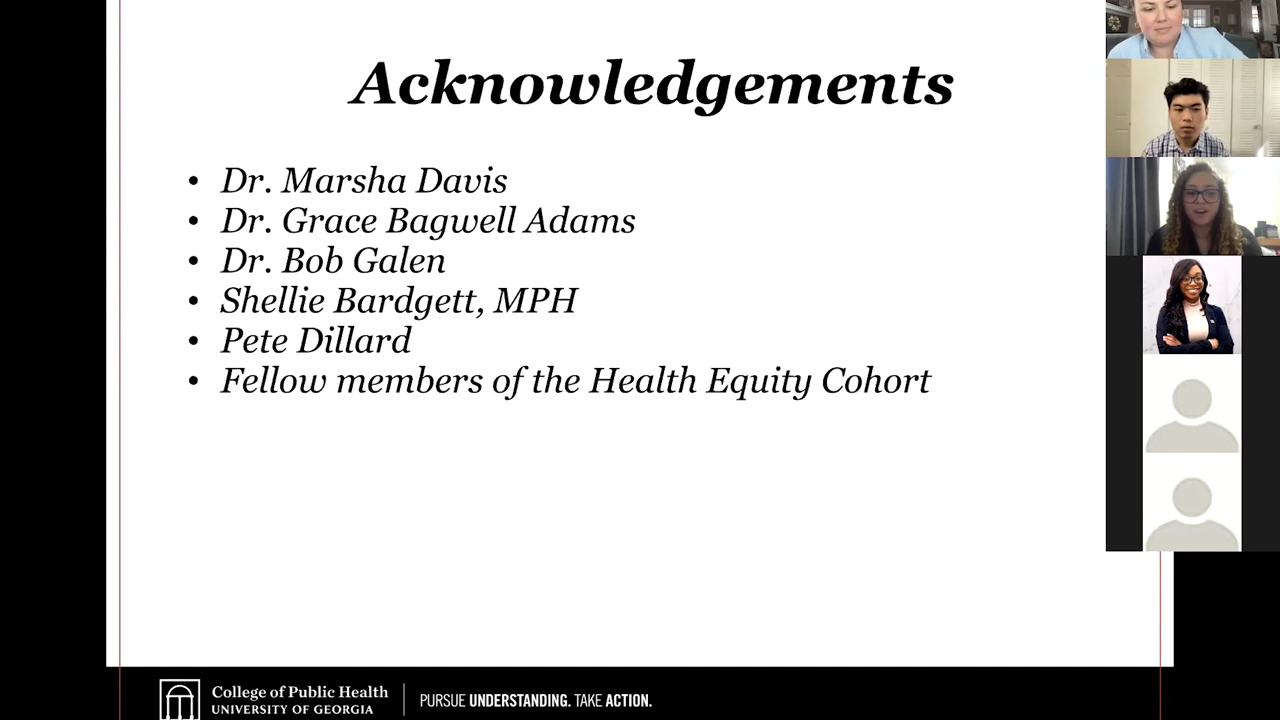 Acknowledgements
• Dr. Marsha Davis
• Dr. Grace Bagwell Adams
• Dr. Bob Galen
• Shellie Bardgett, MPH
• Pete Dillard
• Fellow members of the Health Equity Cohort
College of Public Health
UNIVERSITY OF GEORGIA
PURSUE UNDERSTANDING. TAKE ACTION.